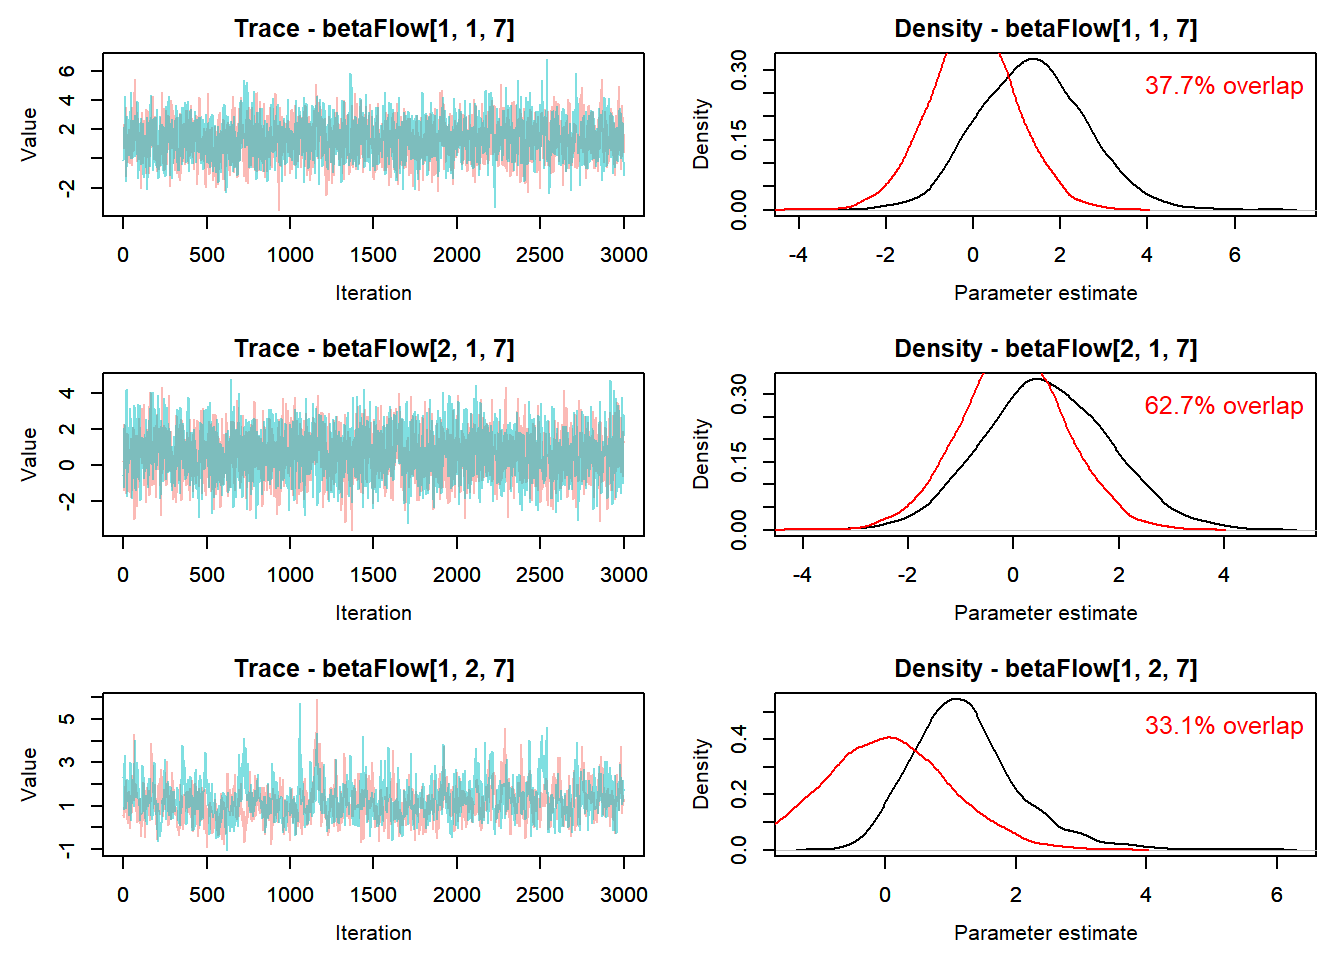 Trace - betaFlow[1, 1, 7]
Value
6
4
2
-2
0 500 1000 1500 2000 2500 3000
Iteration
Density - betaFlow[1, 1, 7]
37.7% overlap
Density
0.30
0.15
0.00
-4 -2 0 2 4 6
Parameter estimate
Trace - betaFlow[2, 1, 7]
Value
4
2
0
-2
0 500 1000 1500 2000 2500 3000
Iteration
Density - betaFlow[2, 1, 7]
62.7% overlap
Density
0.30
0.15
0.00
-4 -2 0 2 4
Parameter estimate
Trace - betaFlow[1, 2, 7]
Value
5
3
1
-1
0 500 1000 1500 2000 2500 3000
Iteration
Density - betaFlow[1, 2, 7]
33.1% overlap
Density
0.4
0.2
0.0
0 2 4 6
Parameter estimate